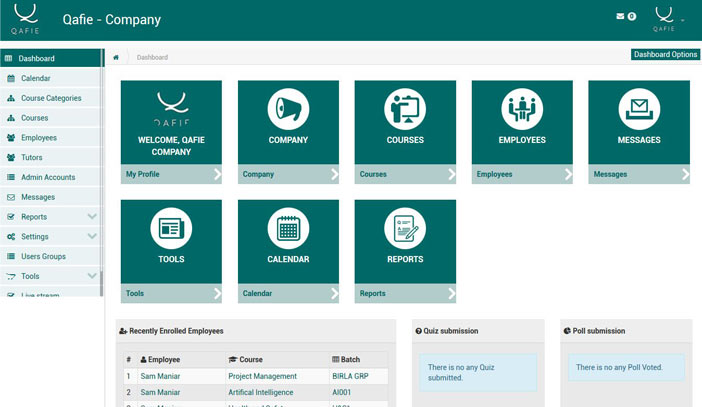 QAFIE
Qafie - Company
0
QAFIE
Dashboard
Calendar
Course Categories
Courses
Employees
Tutors
Admin Accounts
Messages
Reports
Settings
Users Groups
Tools
Live stream
Dashboard
Dashboard Options
QAFIE
WELCOME, QAFIE
COMPANY
My Profile
COMPANY
Company
COURSES
Courses
EMPLOYEES
Employees
MESSAGES
Messages
TOOLS
Tools
CALENDAR
Calendar
REPORTS
Reports
Recently Enrolled Employees
# Employee Course Batch
1 Sam Maniar Project Management BIRLA GRP
2 Sam Maniar Artifical Intelligence AI001
Quiz submission
There is no any Quiz
submitted.
Poll submission
There is no any Poll Voted.